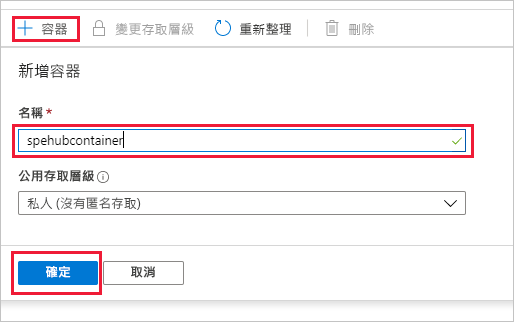 容器 變更存取層級 重新整理 刪除
新增容器
名稱 *
spehubcontainer
公用存取層級
私人 (沒有匿名存取)
確定 取消